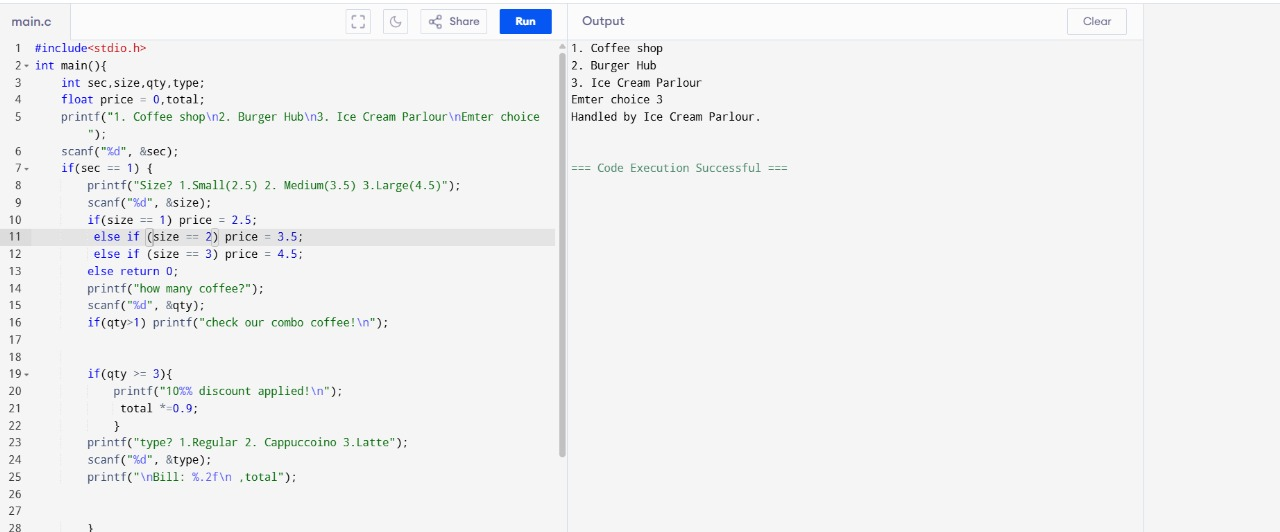 main.c
Share
Run
Output
Clear
1 #include<stdio.h>
2 int main(){
3 int sec,size,qty,type;
4 float price = 0,total;
5 printf("1. Coffee shop\n2. Burger Hub\n3. Ice Cream Parlour\nEmter choice
");
6 scanf("%d", &sec);
7 if(sec == 1) {
8 printf("Size? 1.Small(2.5) 2. Medium(3.5) 3.Large(4.5)");
9 scanf("%d", &size);
10 if(size == 1) price = 2.5;
11 else if (size == 2) price = 3.5;
12 else if (size == 3) price = 4.5;
13 else return 0;
14 printf("how many coffee?");
15 scanf("%d", &qty);
16 if(qty>1) printf("check our combo coffee!\n");
17
18
19 if(qty >= 3){
20 printf("10%% discount applied!\n");
21 total *=0.9;
22 }
23 printf("type? 1.Regular 2. Cappuccoino 3.Latte");
24 scanf("%d", &type);
25 printf("\nBill: %.2f\n ,total");
26
27
28 }
1. Coffee shop
2. Burger Hub
3. Ice Cream Parlour
Emter choice 3
Handled by Ice Cream Parlour.
=== Code Execution Successful ===